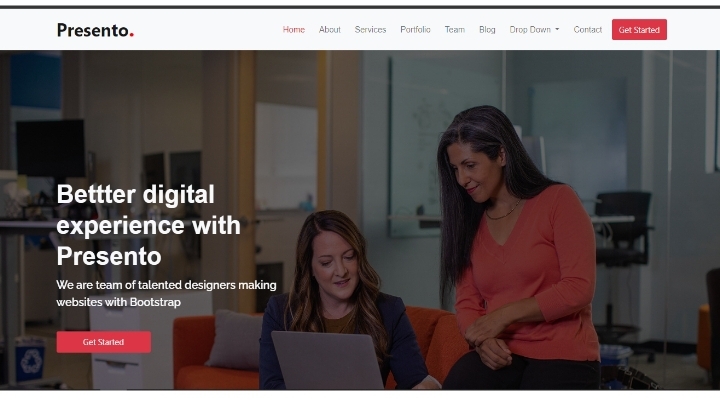 Presento.
Home About Services Portfolio Team Blog Drop Down Contact Get Started
Bettter digital
experience with
Presento
We are team of talented designers making
websites with Bootstrap
Get Started